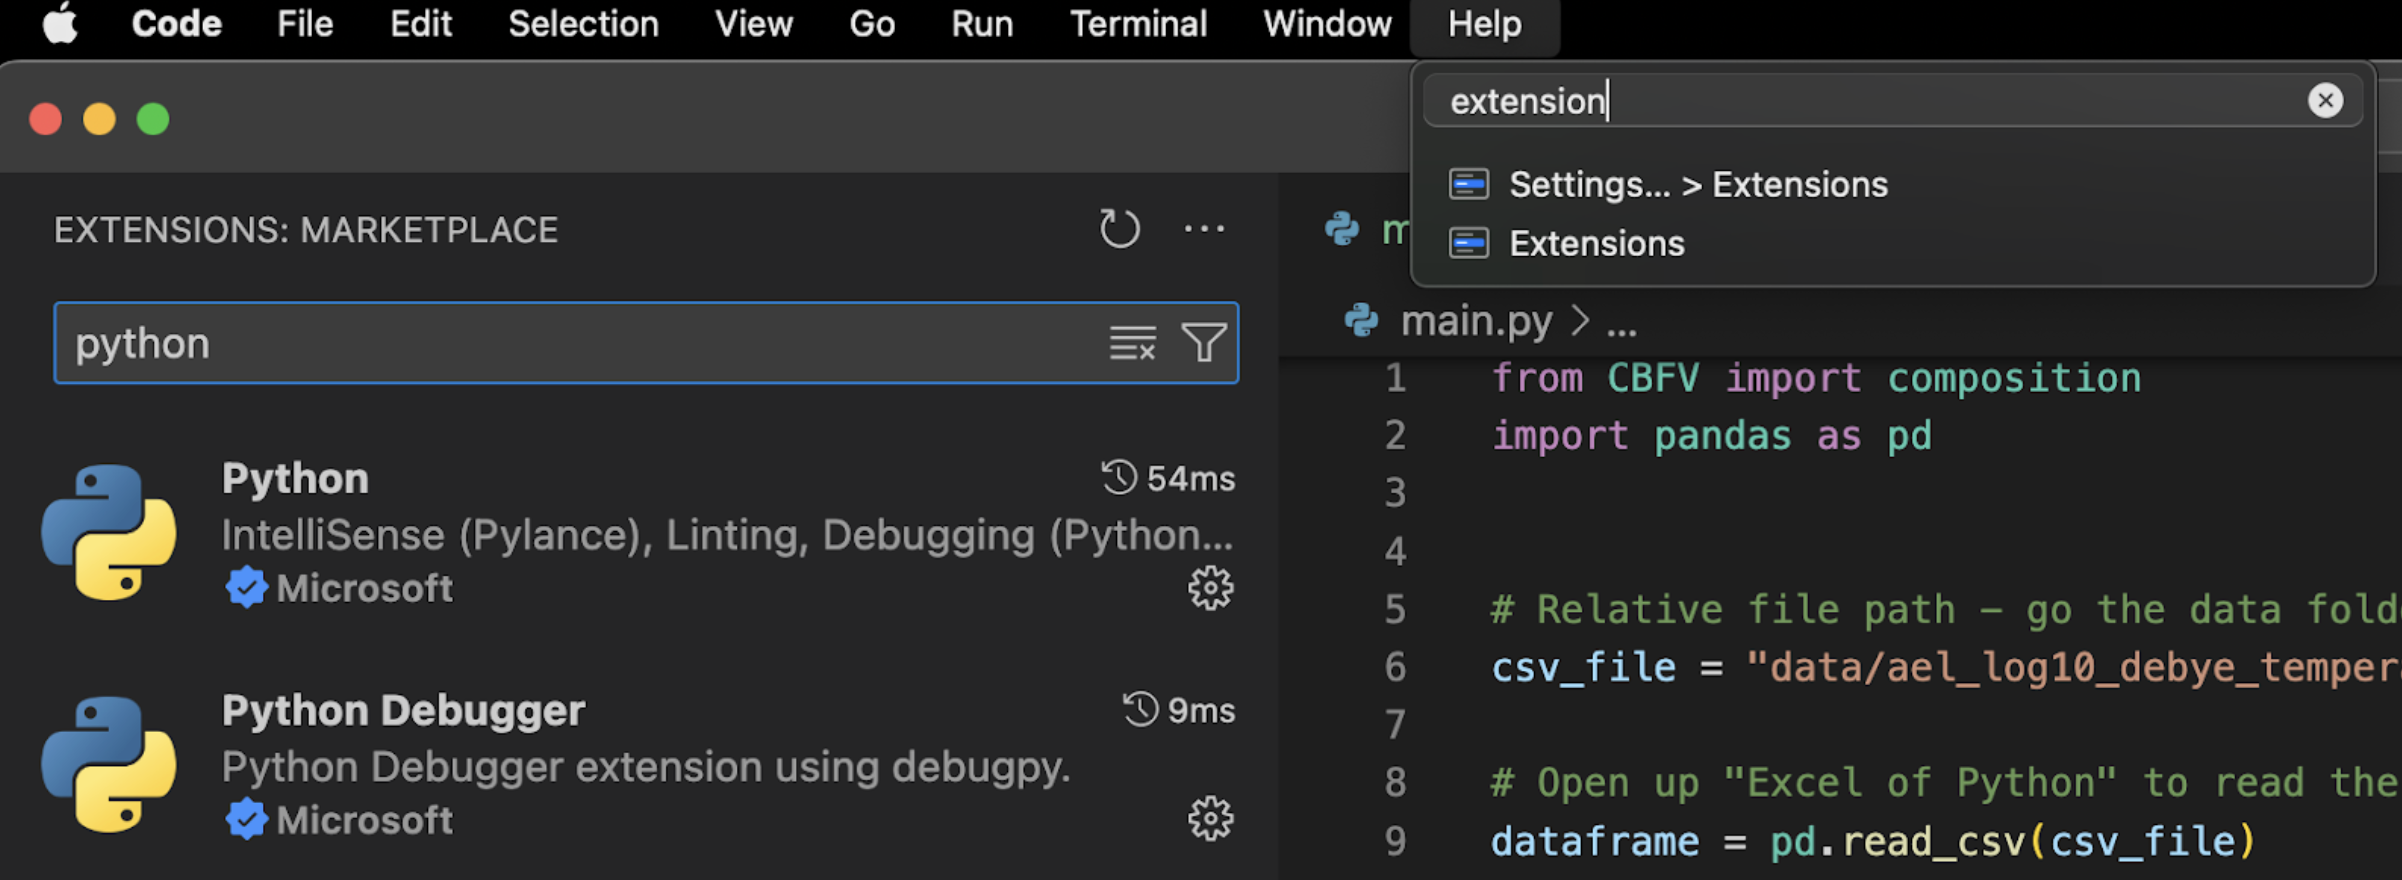 Code File Edit Selection View Go Run Terminal Window Help
extension
Settings... > Extensions
Extensions
EXTENSIONS: MARKETPLACE
python
Python 54ms
IntelliSense (Pylance), Linting, Debugging (Python...
Microsoft
Python Debugger 9ms
Python Debugger extension using debugpy.
Microsoft
m
main.py > ...
1 from CBFV import composition
2 import pandas as pd
3
4
5 # Relative file path – go the data fold
6 csv_file = "data/ael_log10_debye_temper
7
8 # Open up "Excel of Python" to read the
9 dataframe = pd.read_csv(csv_file)